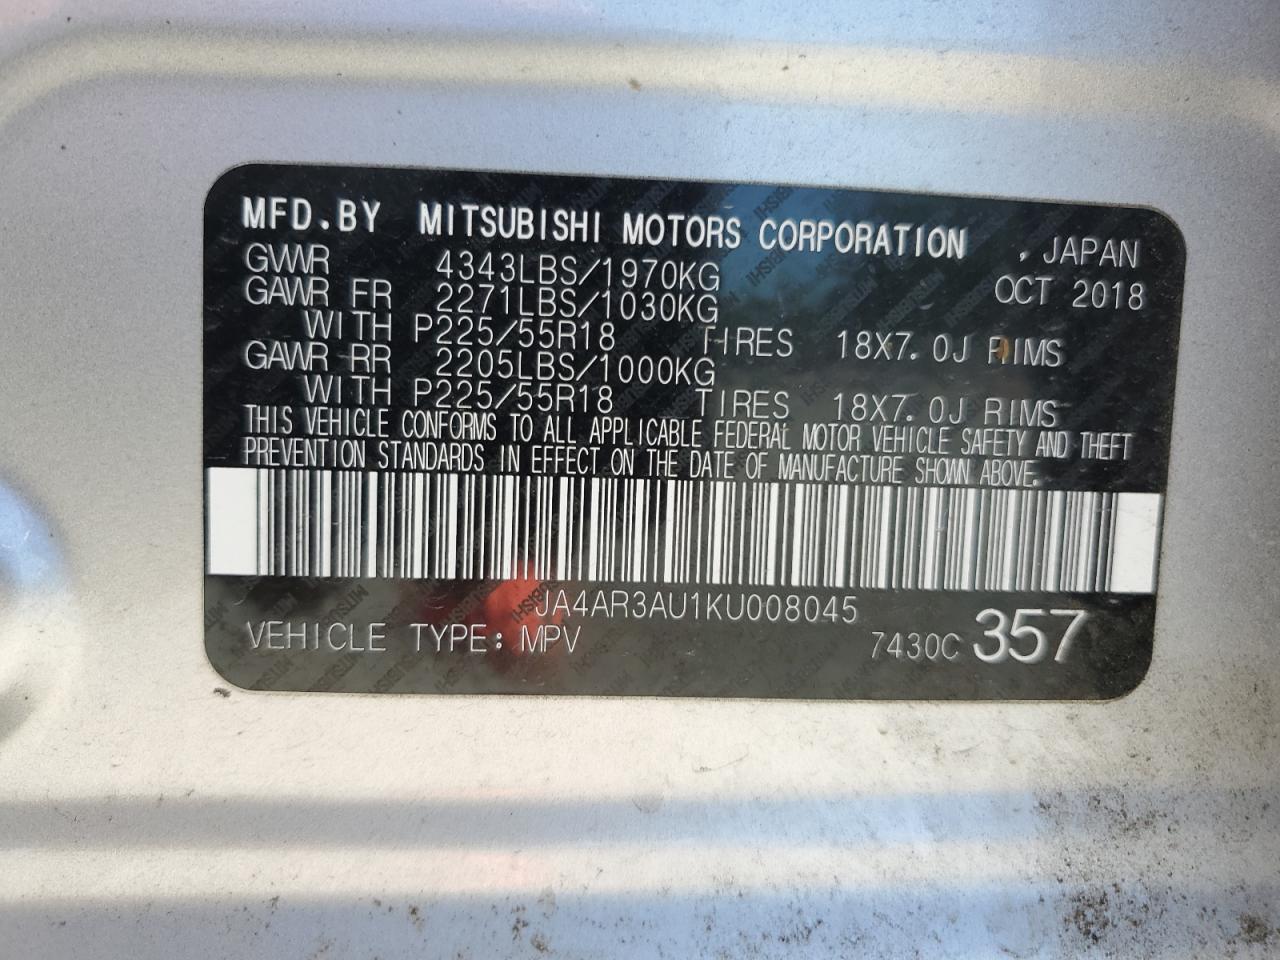 MFD.BY MITSUBISHI MOTORS CORPORATION , JAPAN
GVWR 4343LBS/1970KG OCT 2018
GAWR FR 2271LBS/1030KG
WITH P225/55R18 TIRES 18X7.0J RIMS
GAWR RR 2205LBS/1000KG
WITH P225/55R18 TIRES 18X7.0J RIMS
THIS VEHICLE CONFORMS TO ALL APPLICABLE FEDERAL MOTOR VEHICLE SAFETY AND THEFT
PREVENTION STANDARDS IN EFFECT ON THE DATE OF MANUFACTURE SHOWN ABOVE.
JA4AR3AU1KU008045
VEHICLE TYPE: MPV 7430C 357